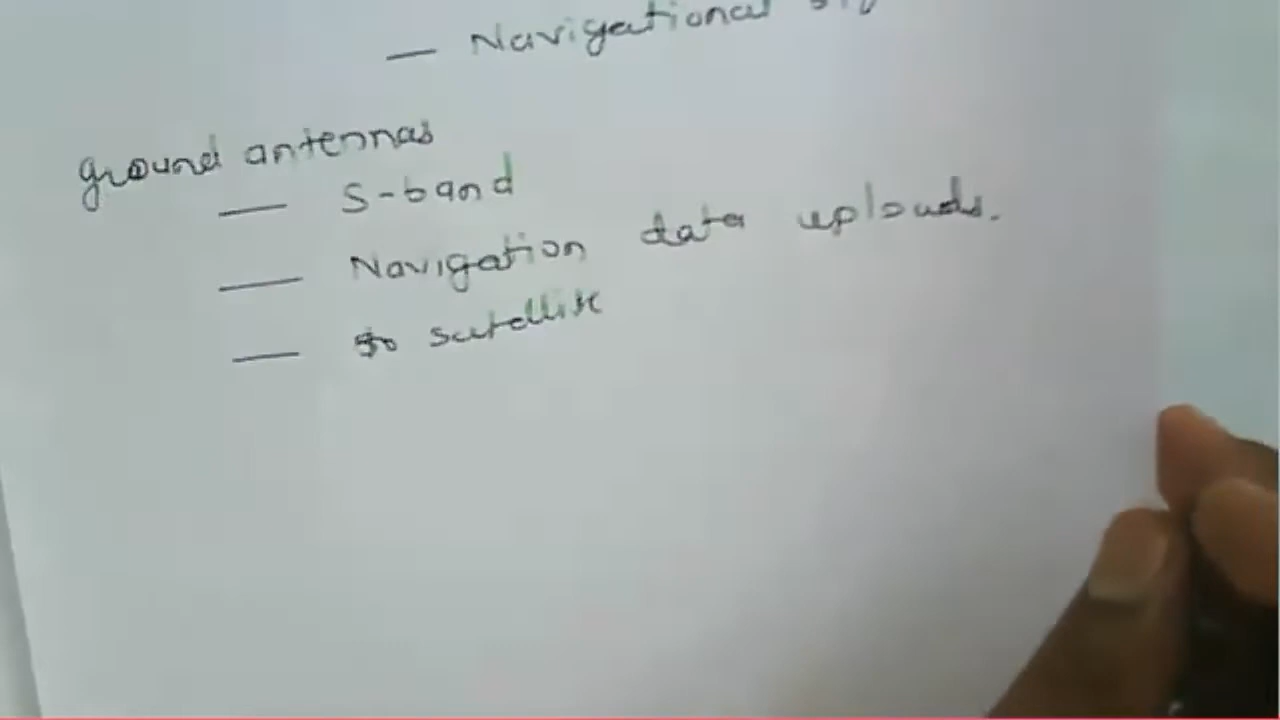 — Navigational
ground antennas
— S-band
— Navigation data uploads.
— to satellite